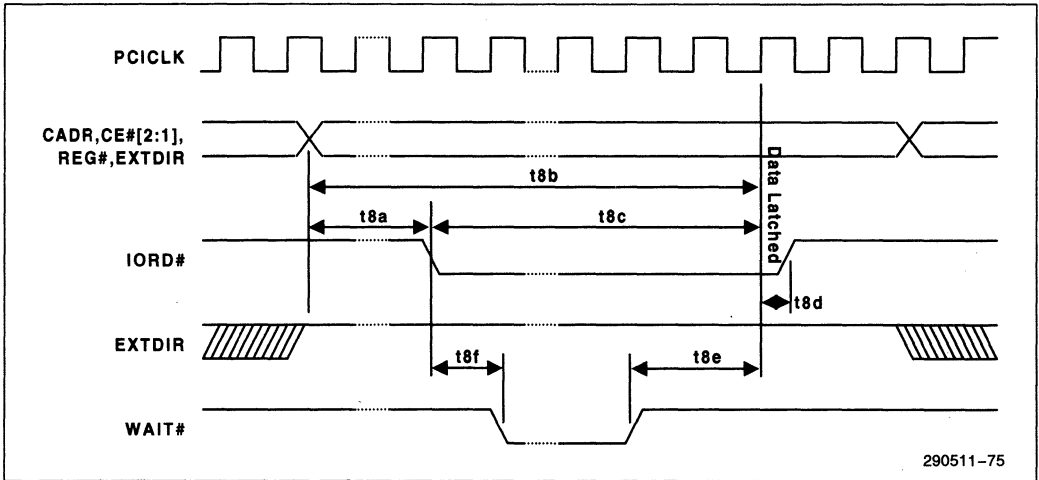 PCICLK
CADR,CE#[2:1],
REG#,EXTDIR
t8b
Data Latched
t8a
t8c
IORD#
t8d
EXTDIR
t8f
t8e
WAIT#
290511-75